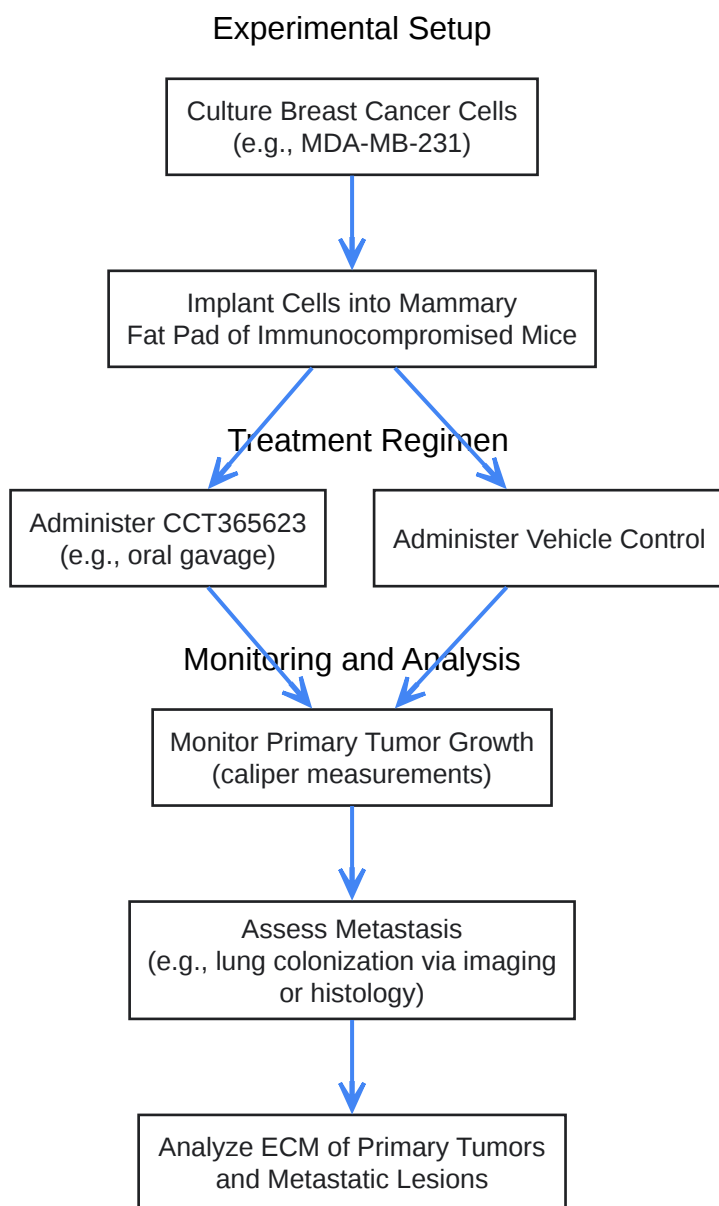 Experimental Setup
Culture Breast Cancer Cells
(e.g., MDA-MB-231)
Implant Cells into Mammary
Fat Pad of Immunocompromised Mice
Treatment Regimen
Administer CCT365623
(e.g., oral gavage)
Administer Vehicle Control
Monitoring and Analysis
Monitor Primary Tumor Growth
(caliper measurements)
Assess Metastasis
(e.g., lung colonization via imaging
or histology)
Analyze ECM of Primary Tumors
and Metastatic Lesions